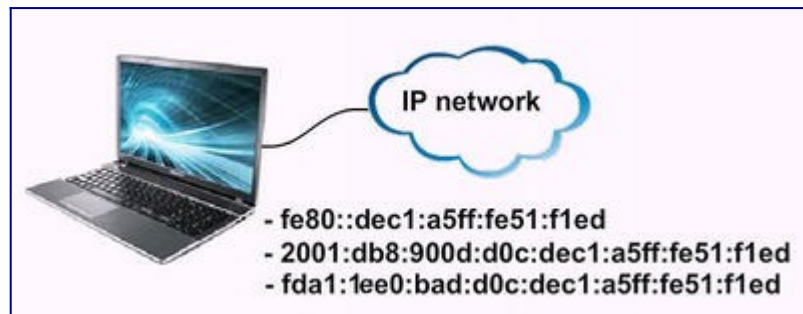 IP network
- fe80::dec1:a5ff:fe51:f1ed
- 2001:db8:900d:d0c:dec1:a5ff:fe51:f1ed
- fda1:1ee0:bad:d0c:dec1:a5ff:fe51:f1ed